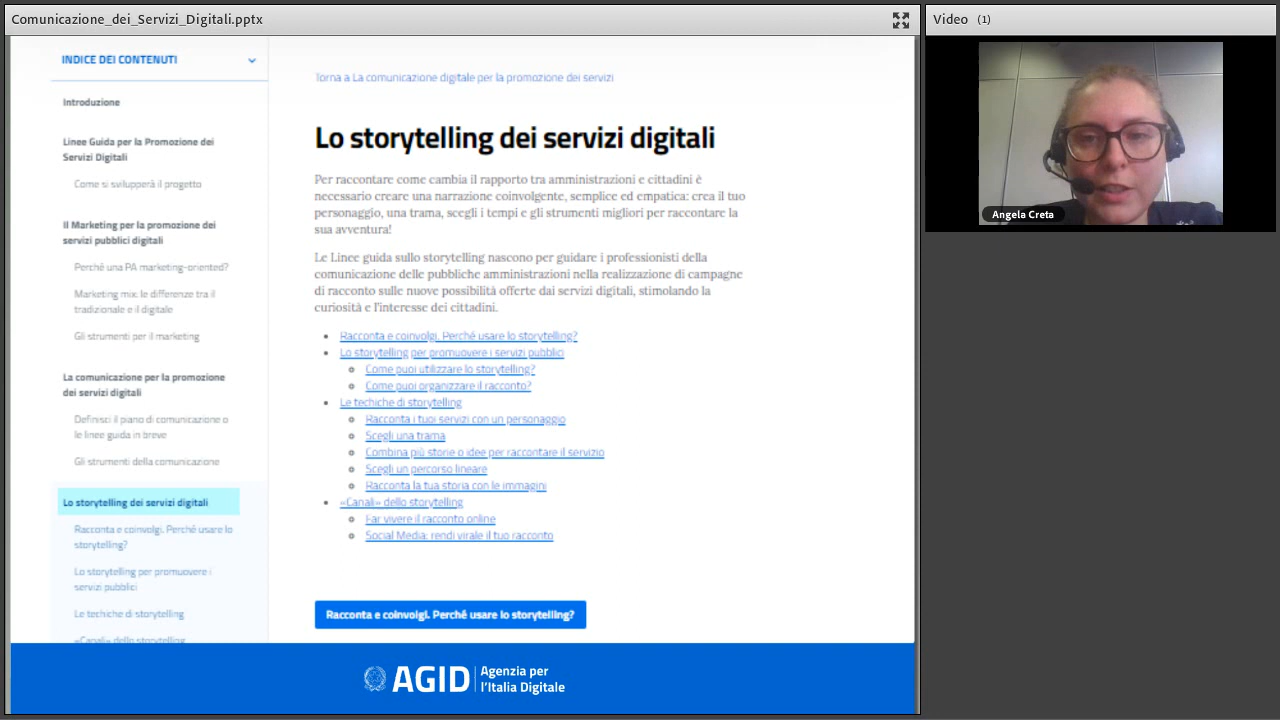 Comunicazione_dei_Servizi_Digitali.pptx
INDICE DEI CONTENUTI
Introduzione
Linee Guida per la Promozione dei
Servizi Digitali
Come si svilupperà il progetto
Il Marketing per la promozione dei
servizi pubblici digitali
Perché una PA marketing-oriented?
Marketing mix: le differenze tra il
tradizionale e il digitale
Gli strumenti per il marketing
La comunicazione per la promozione
dei servizi digitali
Definisci il piano di comunicazione o
le linee guida in breve
Gli strumenti della comunicazione
Lo storytelling dei servizi digitali
Racconta e coinvolgi. Perché usare lo
storytelling?
Lo storytelling per promuovere i
servizi pubblici
Le techiche di storytelling
«Canali» dello storytelling
Torna a La comunicazione digitale per la promozione dei servizi
Lo storytelling dei servizi digitali
Per raccontare come cambia il rapporto tra amministrazioni e cittadini è
necessario creare una narrazione coinvolgente, semplice ed empatica: crea il tuo
personaggio, una trama, scegli i tempi e gli strumenti migliori per raccontare la
sua avventura!
Le Linee guida sullo storytelling nascono per guidare i professionisti della
comunicazione delle pubbliche amministrazioni nella realizzazione di campagne
di racconto sulle nuove possibilità offerte dai servizi digitali, stimolando la
curiosità e l'interesse dei cittadini.
Racconta e coinvolgi. Perché usare lo storytelling?
Lo storytelling per promuovere i servizi pubblici
Come puoi utilizzare lo storytelling?
Come puoi organizzare il racconto?
Le techiche di storytelling
Racconta i tuoi servizi con un personaggio
Scegli una trama
Combina più storie o idee per raccontare il servizio
Scegli un percorso lineare
Racconta la tua storia con le immagini
«Canali» dello storytelling
Far vivere il racconto online
Social Media: rendi virale il tuo racconto
Racconta e coinvolgi. Perché usare lo storytelling?
AGID Agenzia per
l'Italia Digitale
Video (1)
Angela Creta